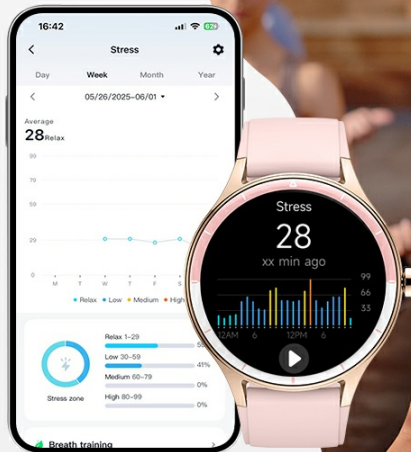 16:42
Stress
Day Week Month Year
05/26/2025-06/01
Average
28 Relax
99
79
59
29
0
M T W T F S
Relax Low Medium High
Relax 1-29
Low 30-59
41%
Medium 60-79
0%
High 80-99
0%
Stress zone
Breath training
Stress
28
xx min ago
99
66
33
12AM 6 12PM 6